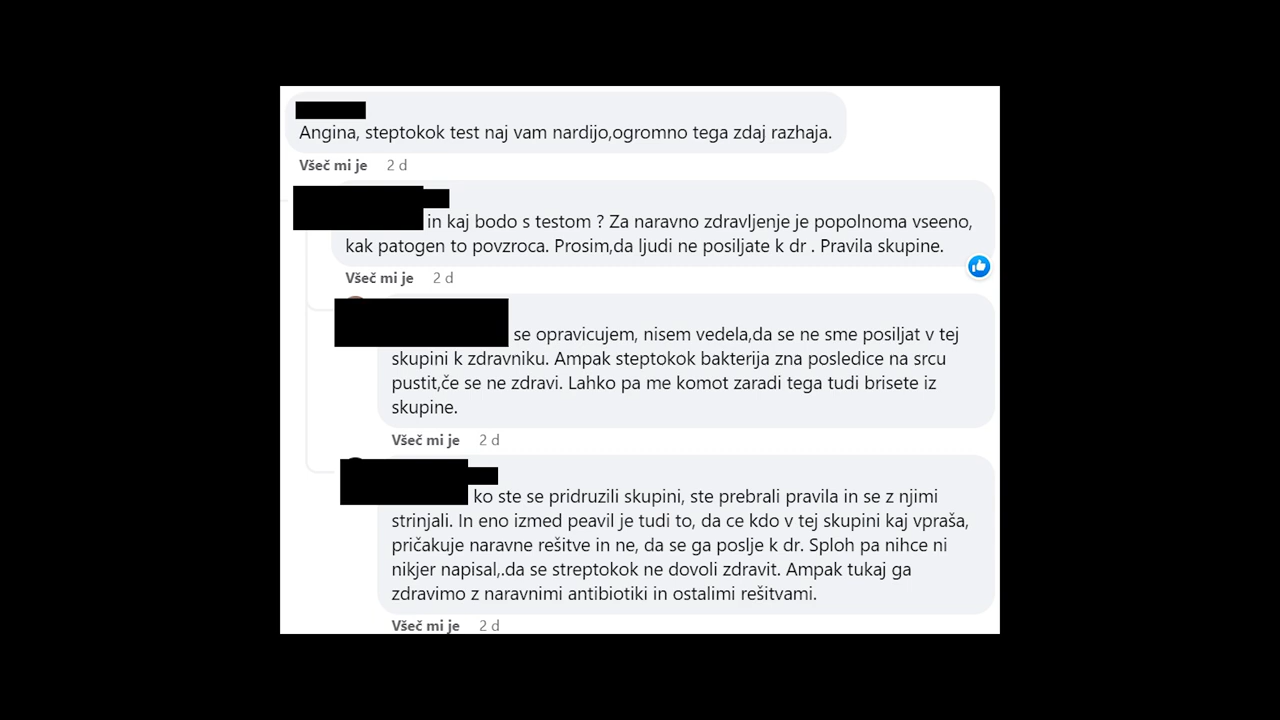 Angina, steptokok test naj vam nardijo,ogromno tega zdaj razhaja.
Všeč mi je 2 d
in kaj bodo s testom ? Za naravno zdravljenje je popolnoma vseeno,
kak patogen to povzroca. Prosim,da ljudi ne posiljate k dr . Pravila skupine.
Všeč mi je 2 d
se opravicujem, nisem vedela,da se ne sme posiljat v tej
skupini k zdravniku. Ampak steptokok bakterija zna posledice na srcu
pustit,če se ne zdravi. Lahko pa me komot zaradi tega tudi brisete iz
skupine.
Všeč mi je 2 d
ko ste se pridruzili skupini, ste prebrali pravila in se z njimi
strinjali. In eno izmed peavil je tudi to, da ce kdo v tej skupini kaj vpraša,
pričakuje naravne rešitve in ne, da se ga poslje k dr. Sploh pa nihce ni
nikjer napisal,.da se streptokok ne dovoli zdravit. Ampak tukaj ga
zdravimo z naravnimi antibiotiki in ostalimi rešitvami.
Všeč mi je 2 d